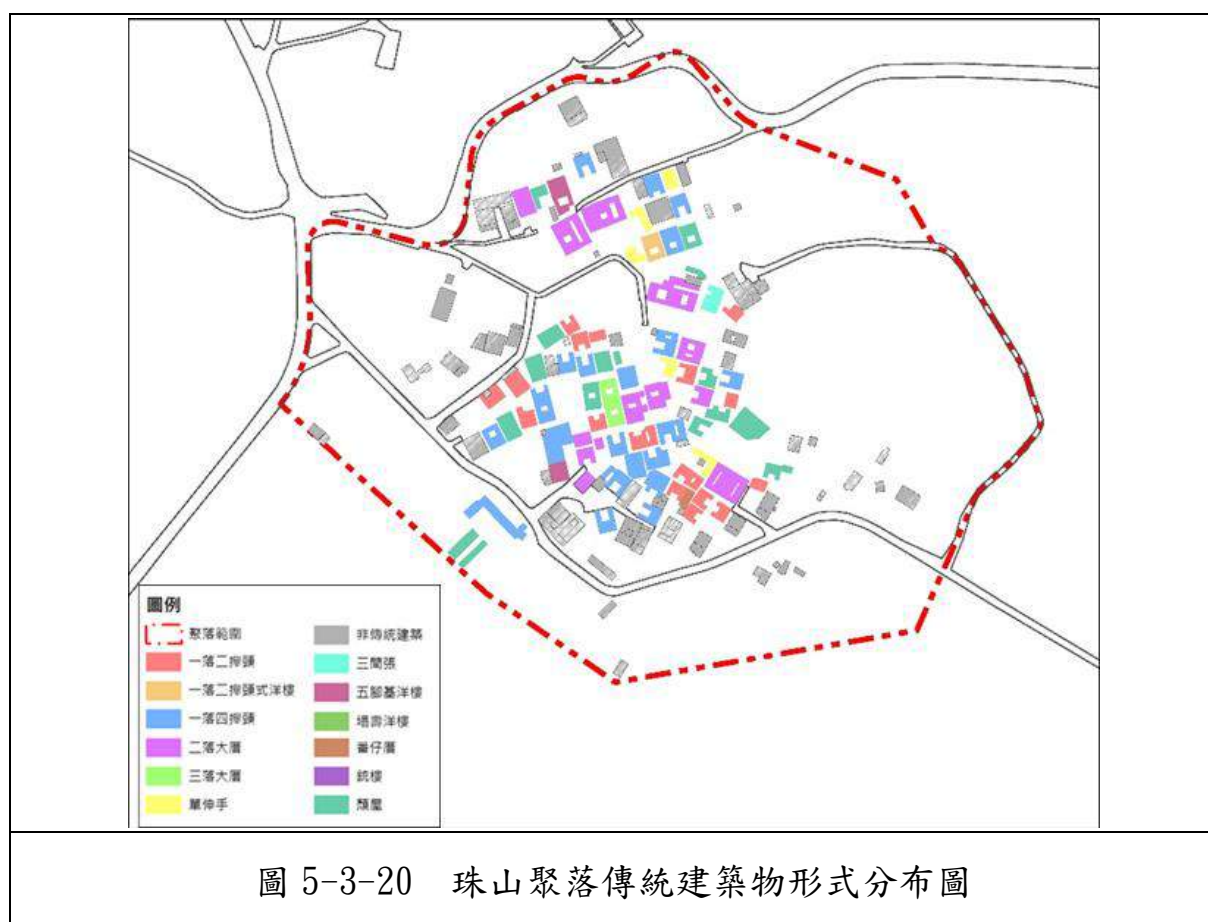 圖例
聚落範圍
一落二櫸頭
一落二櫸頭式洋樓
一落四櫸頭
二落大厝
三落大厝
單伸手
非傳統建築
三間張
五腳基洋樓
塌壽洋樓
番仔厝
銃樓
頹屋
圖 5-3-20 珠山聚落傳統建築物形式分布圖